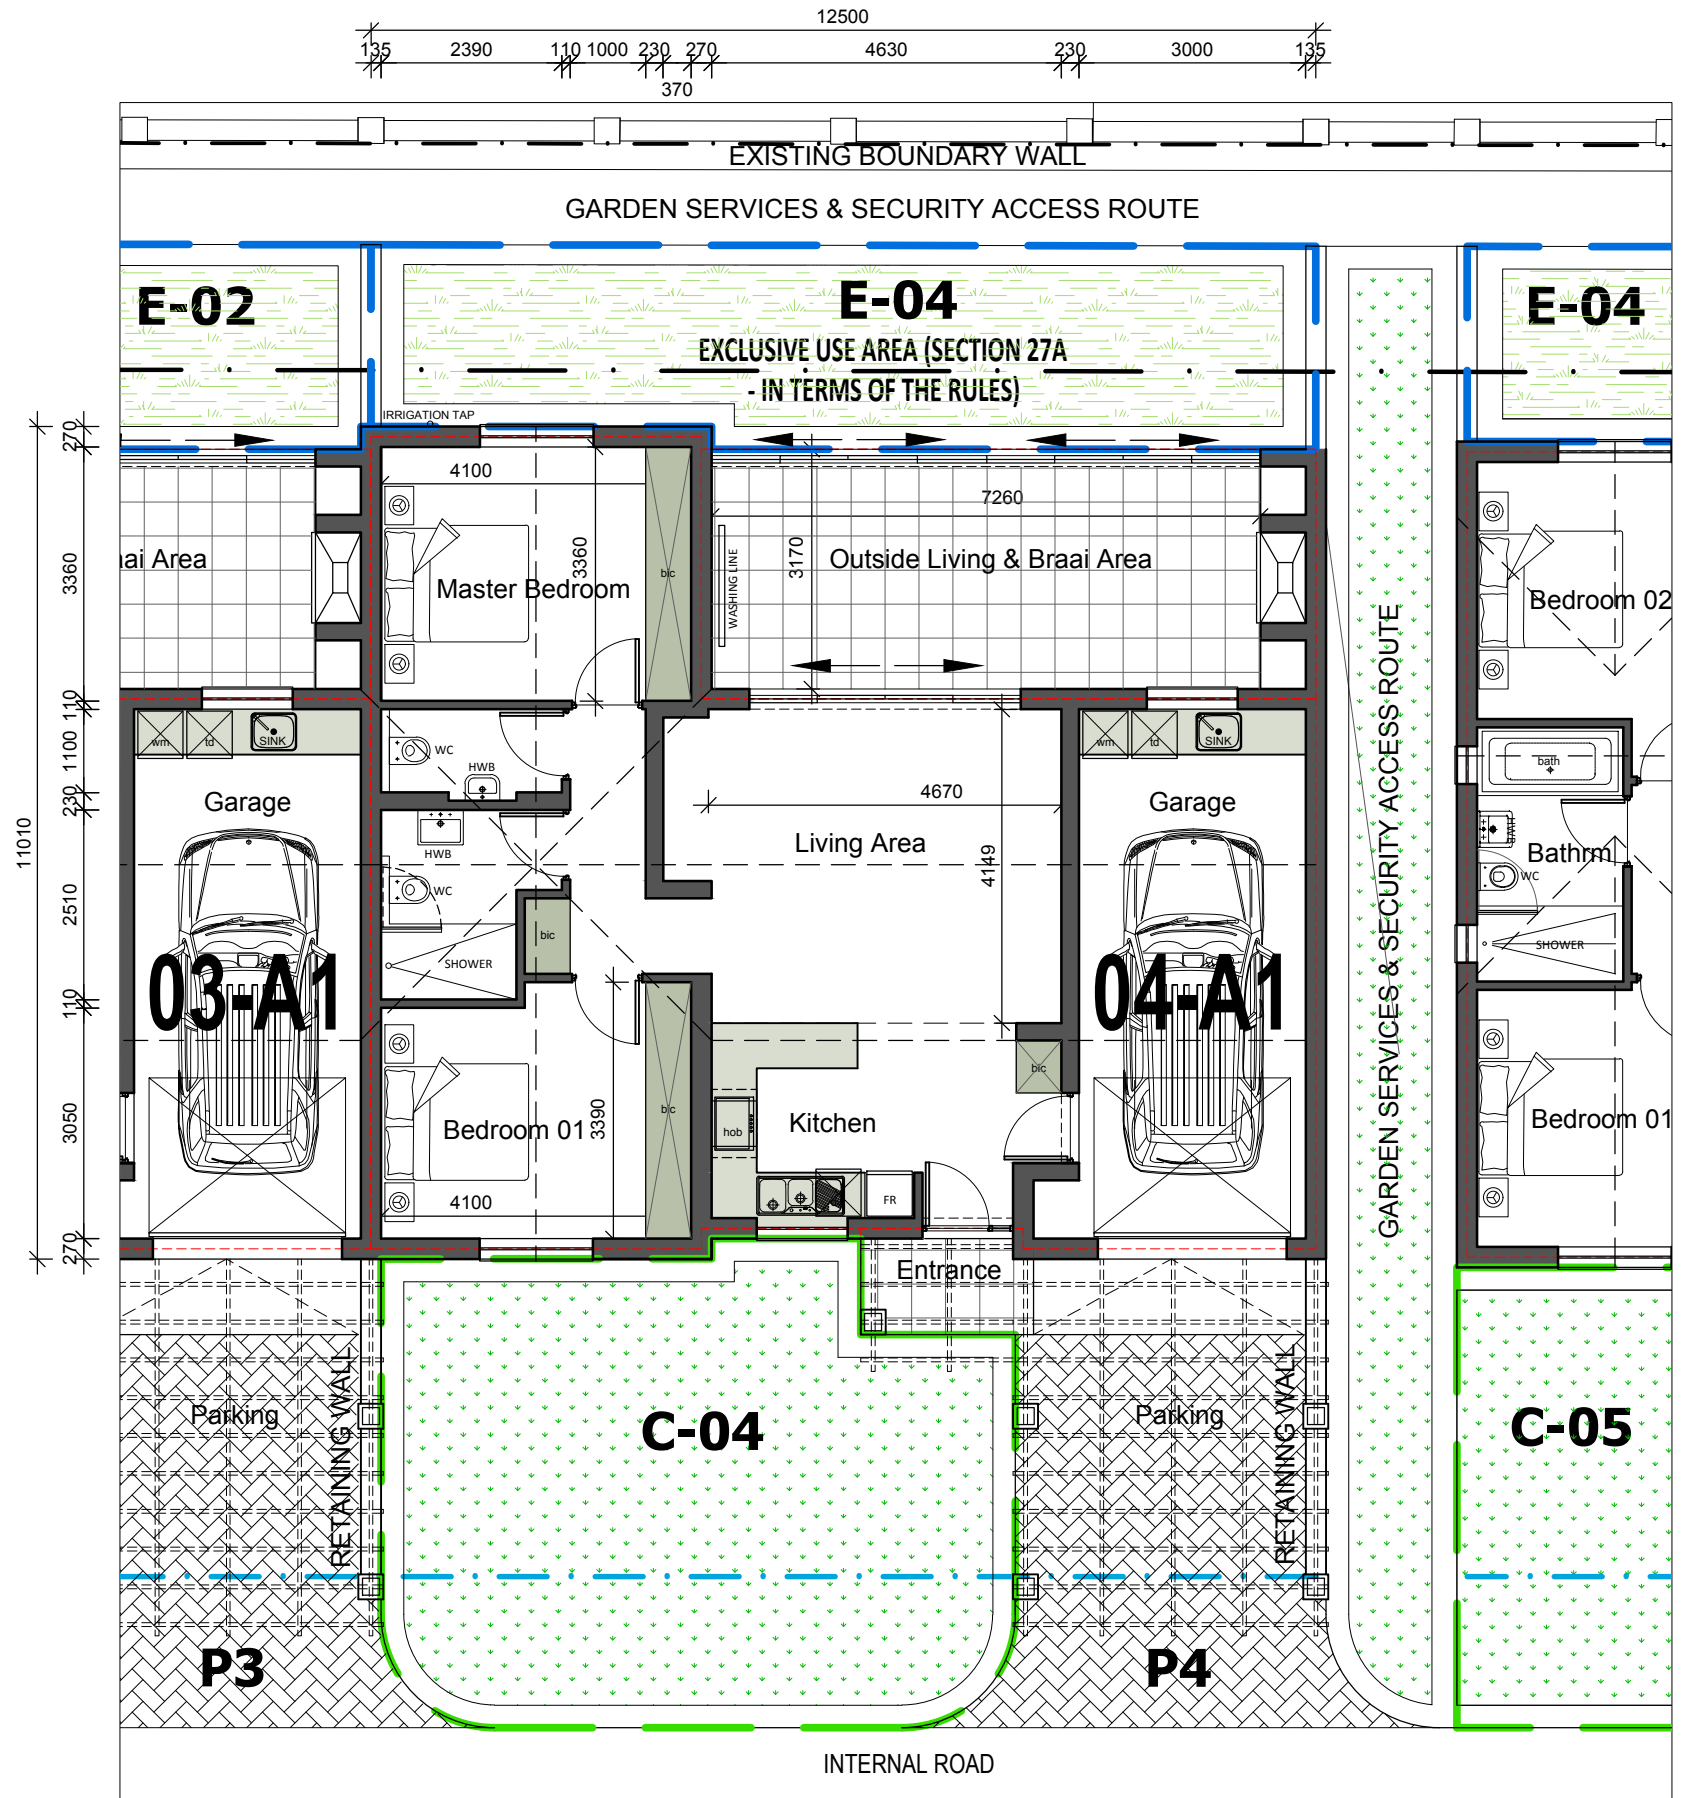 12500
135 2390 110 1000 230 270 4630 230 3000 135
370
EXISTING BOUNDARY WALL
GARDEN SERVICES & SECURITY ACCESS ROUTE
E-02
E-04
E-04
EXCLUSIVE USE AREA (SECTION 27A
- IN TERMS OF THE RULES)
IRRIGATION TAP
270
3360
110
1100
230
2510
110
3050
270
11010
4100
3360
Master Bedroom
bic
WASHING LINE
7260
3170
Outside Living & Braai Area
aai Area
Bedroom 02
wm td SINK
WC
HWB
wm td SINK
bath
Garage
4670
Garage
HWB
Living Area
4149
Bathrm
WC
WC
bic
SHOWER
SHOWER
03-A1
04-A1
GARDEN SERVICES & SECURITY ACCESS ROUTE
bic
bic
Bedroom 01
3390
hob
Kitchen
Bedroom 01
4100
FR
Entrance
RETAINING WALL
RETAINING WALL
Parking
Parking
C-04
C-05
P3
P4
INTERNAL ROAD